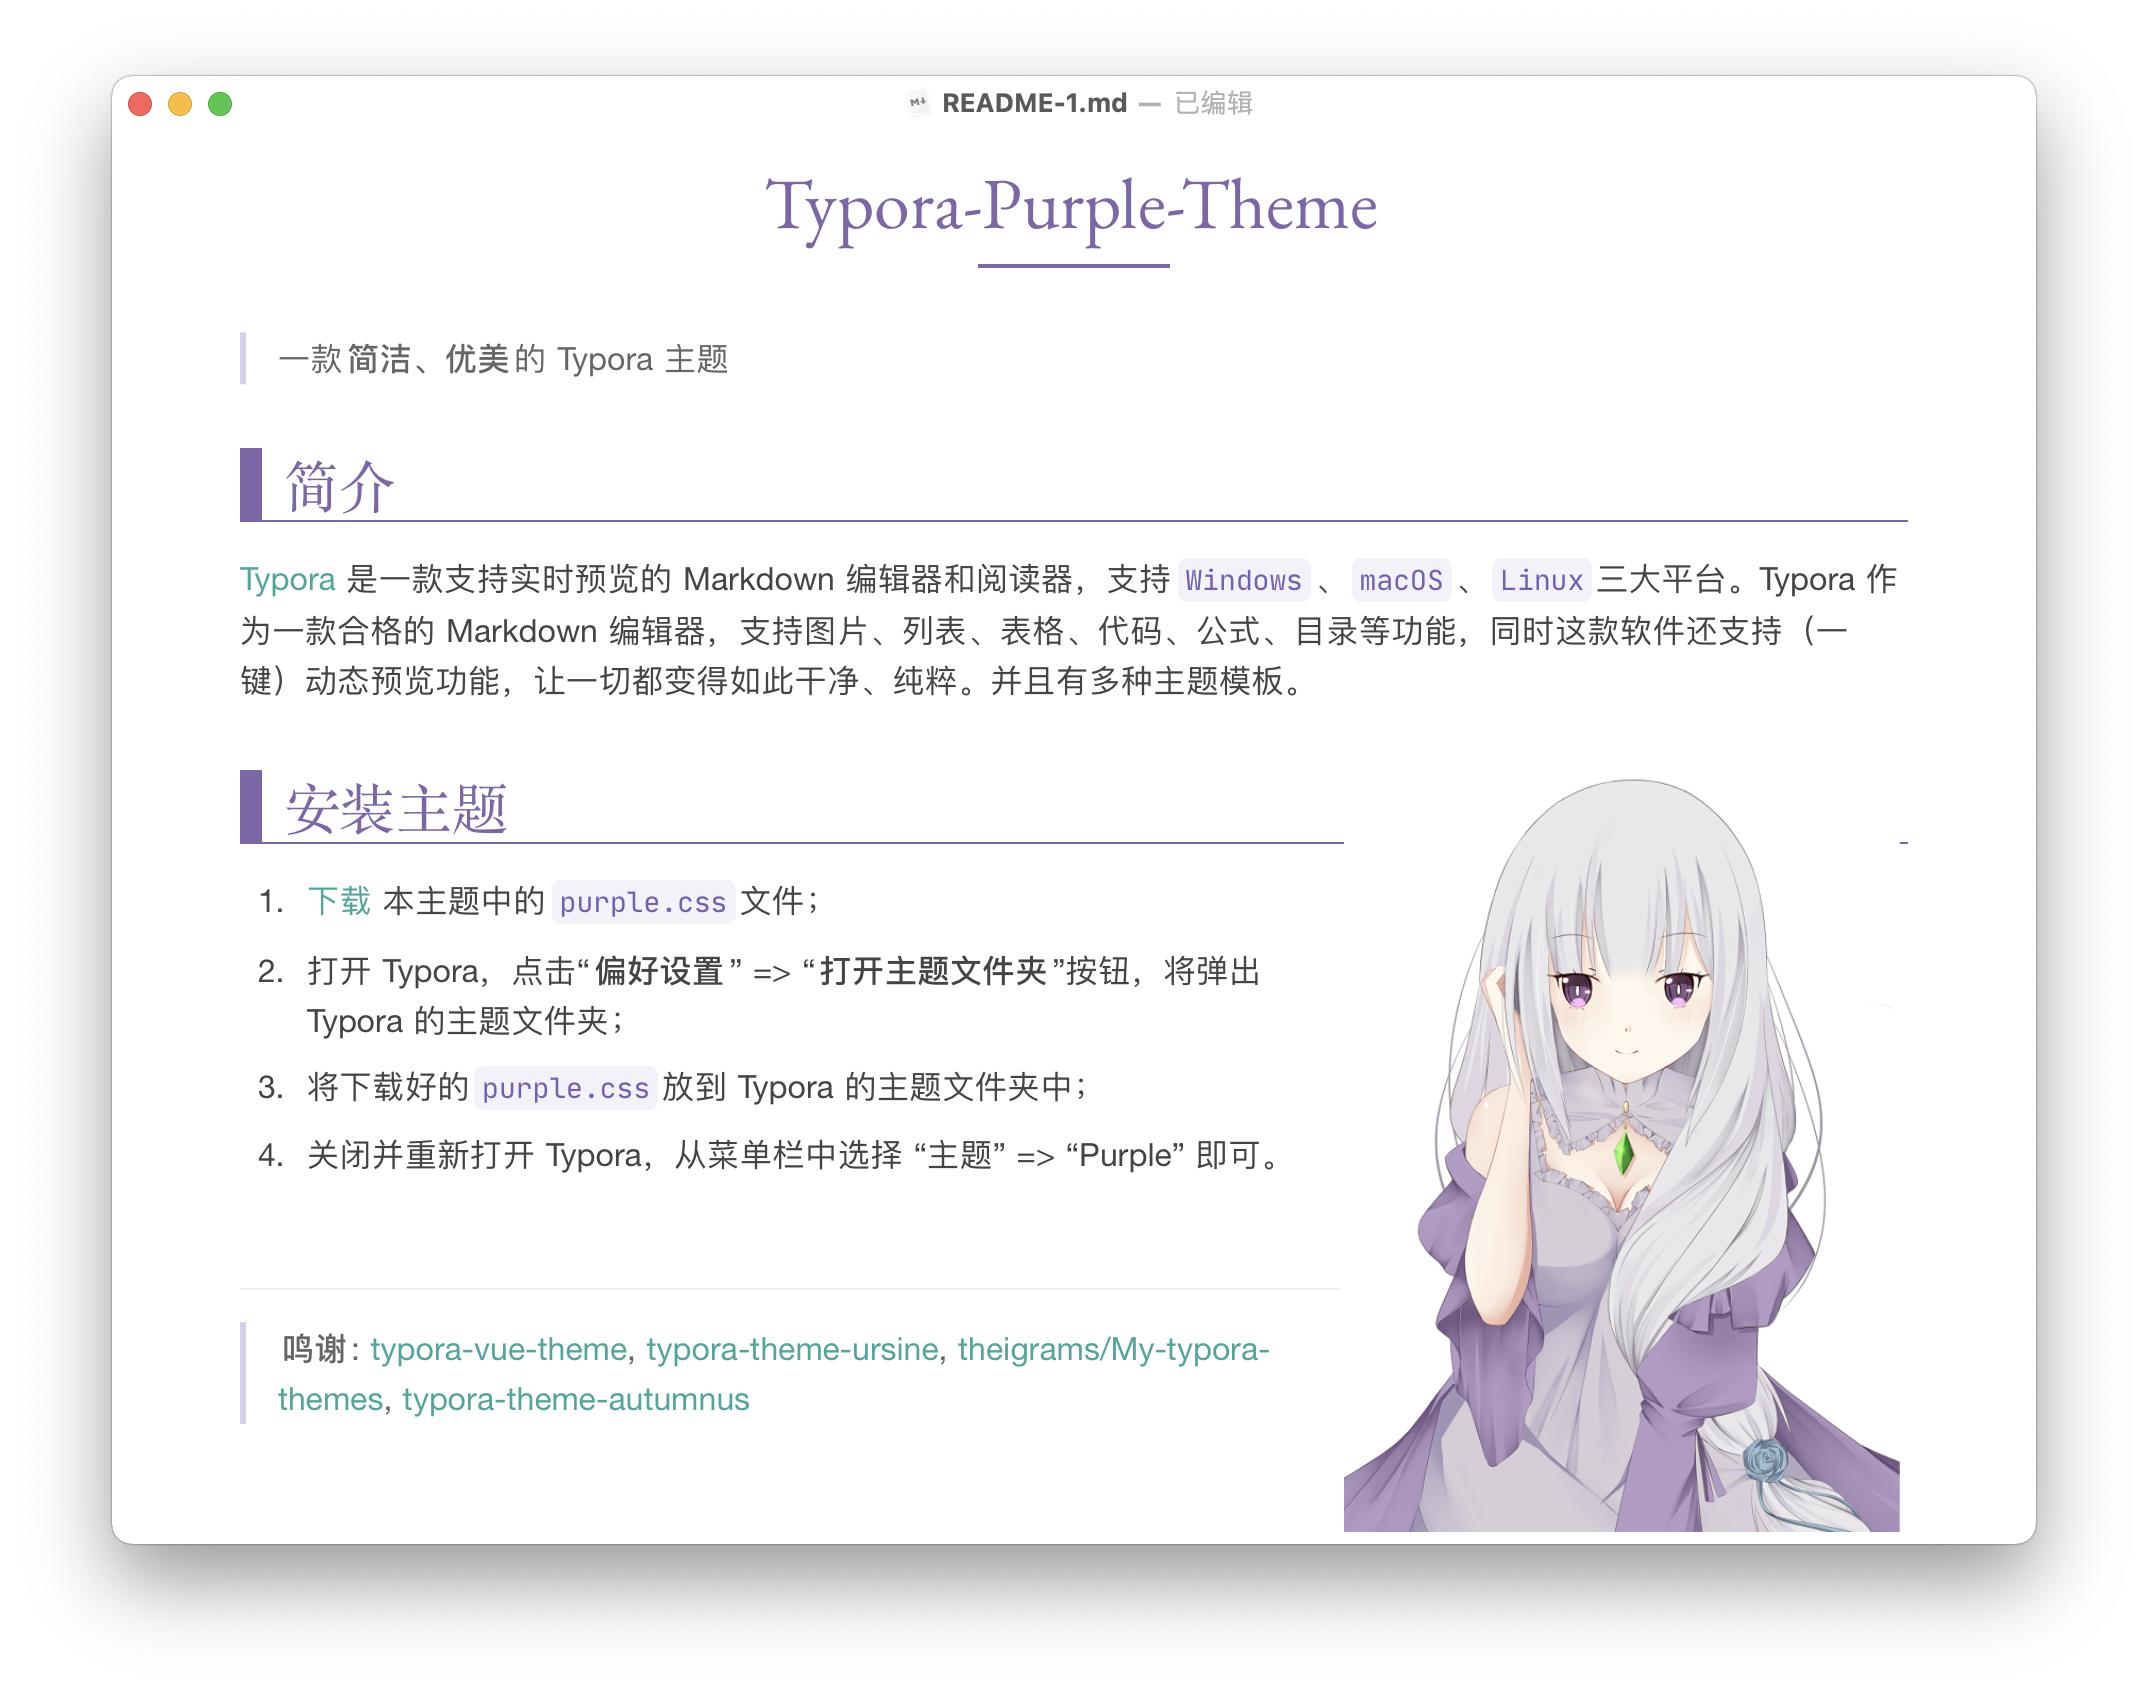 README-1.md — 已编辑
Typora-Purple-Theme
一款简洁、优美的 Typora 主题
简介
Typora 是一款支持实时预览的 Markdown 编辑器和阅读器，支持 Windows 、 macOS 、 Linux 三大平台。Typora 作
为一款合格的 Markdown 编辑器，支持图片、列表、表格、代码、公式、目录等功能，同时这款软件还支持（一
键）动态预览功能，让一切都变得如此干净、纯粹。并且有多种主题模板。
安装主题
1. 下载 本主题中的 purple.css 文件；
2. 打开 Typora，点击“偏好设置” => “打开主题文件夹”按钮，将弹出
Typora 的主题文件夹；
3. 将下载好的 purple.css 放到 Typora 的主题文件夹中；
4. 关闭并重新打开 Typora，从菜单栏中选择 “主题” => “Purple” 即可。
鸣谢: typora-vue-theme, typora-theme-ursine, theigrams/My-typora-
themes, typora-theme-autumnus